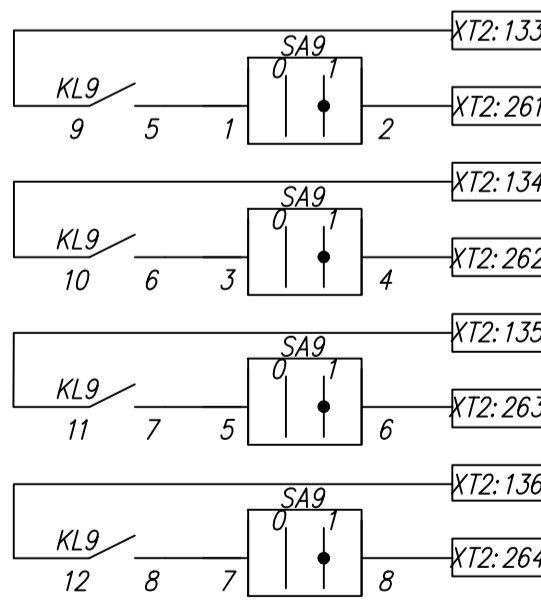 XT2:133
SA9
0 1
KL9
XT2:261
9 5 1 2
XT2:134
SA9
0 1
KL9
XT2:262
10 6 3 4
XT2:135
SA9
0 1
KL9
XT2:263
11 7 5 6
XT2:136
SA9
0 1
KL9
XT2:264
12 8 7 8